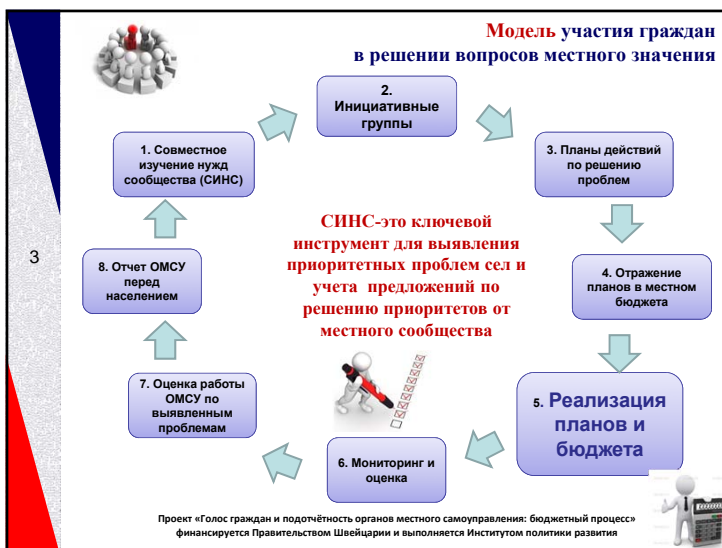 Модель участия граждан
в решении вопросов местного значения
2.
Инициативные
группы
1. Совместное
изучение нужд
сообщества (СИНС)
3. Планы действий
по решению
проблем
СИНС-это ключевой
инструмент для выявления
приоритетных проблем сел и
учета предложений по
решению приоритетов от
местного сообщества
3
8. Отчет ОМСУ
перед
населением
4. Отражение
планов в местном
бюджета
7. Оценка работы
ОМСУ по
выявленным
проблемам
5. Реализация
планов и
бюджета
6. Мониторинг и
оценка
Проект «Голос граждан и подотчётность органов местного самоуправления: бюджетный процесс»
финансируется Правительством Швейцарии и выполняется Институтом политики развития